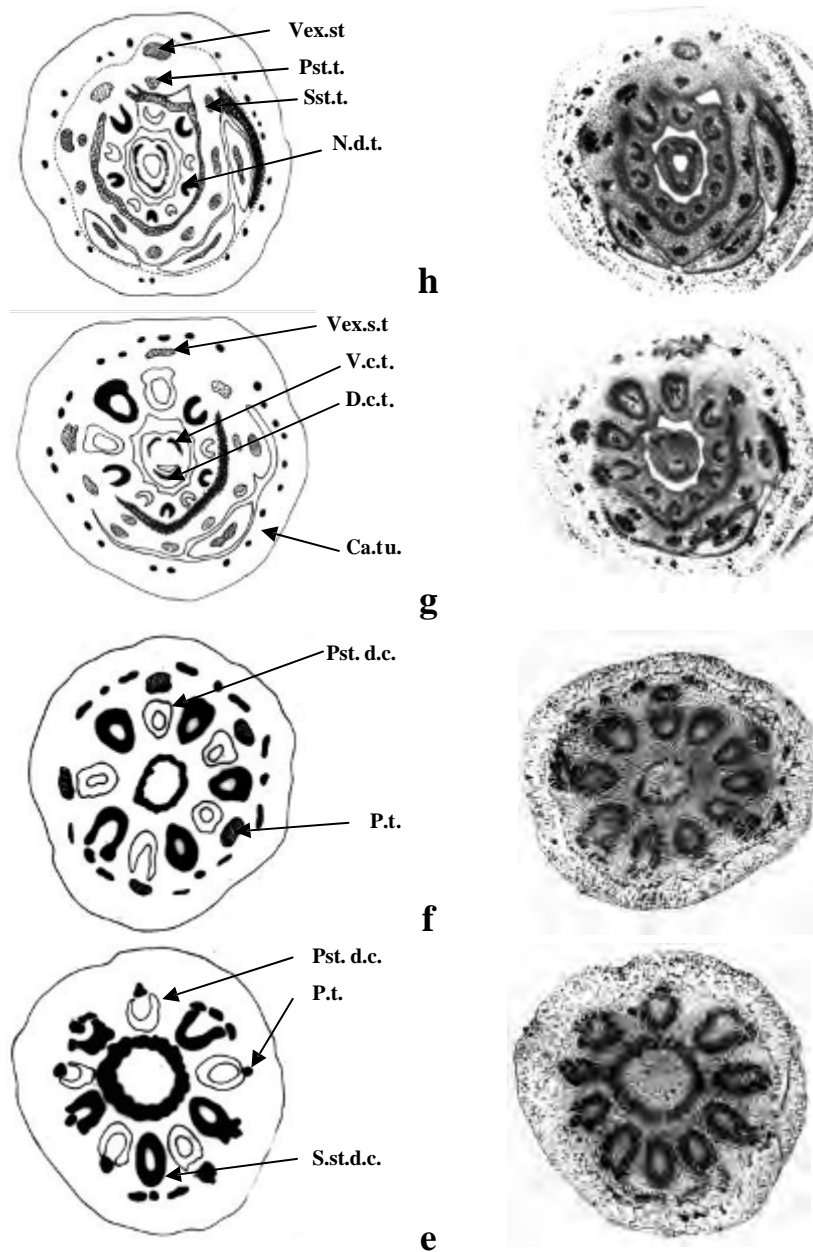 Vex.st
Pst.t.
Sst.t.
N.d.t.
h
Vex.s.t
V.c.t.
D.c.t.
Ca.tu.
g
Pst. d.c.
P.t.
f
Pst. d.c.
P.t.
S.st.d.c.
e